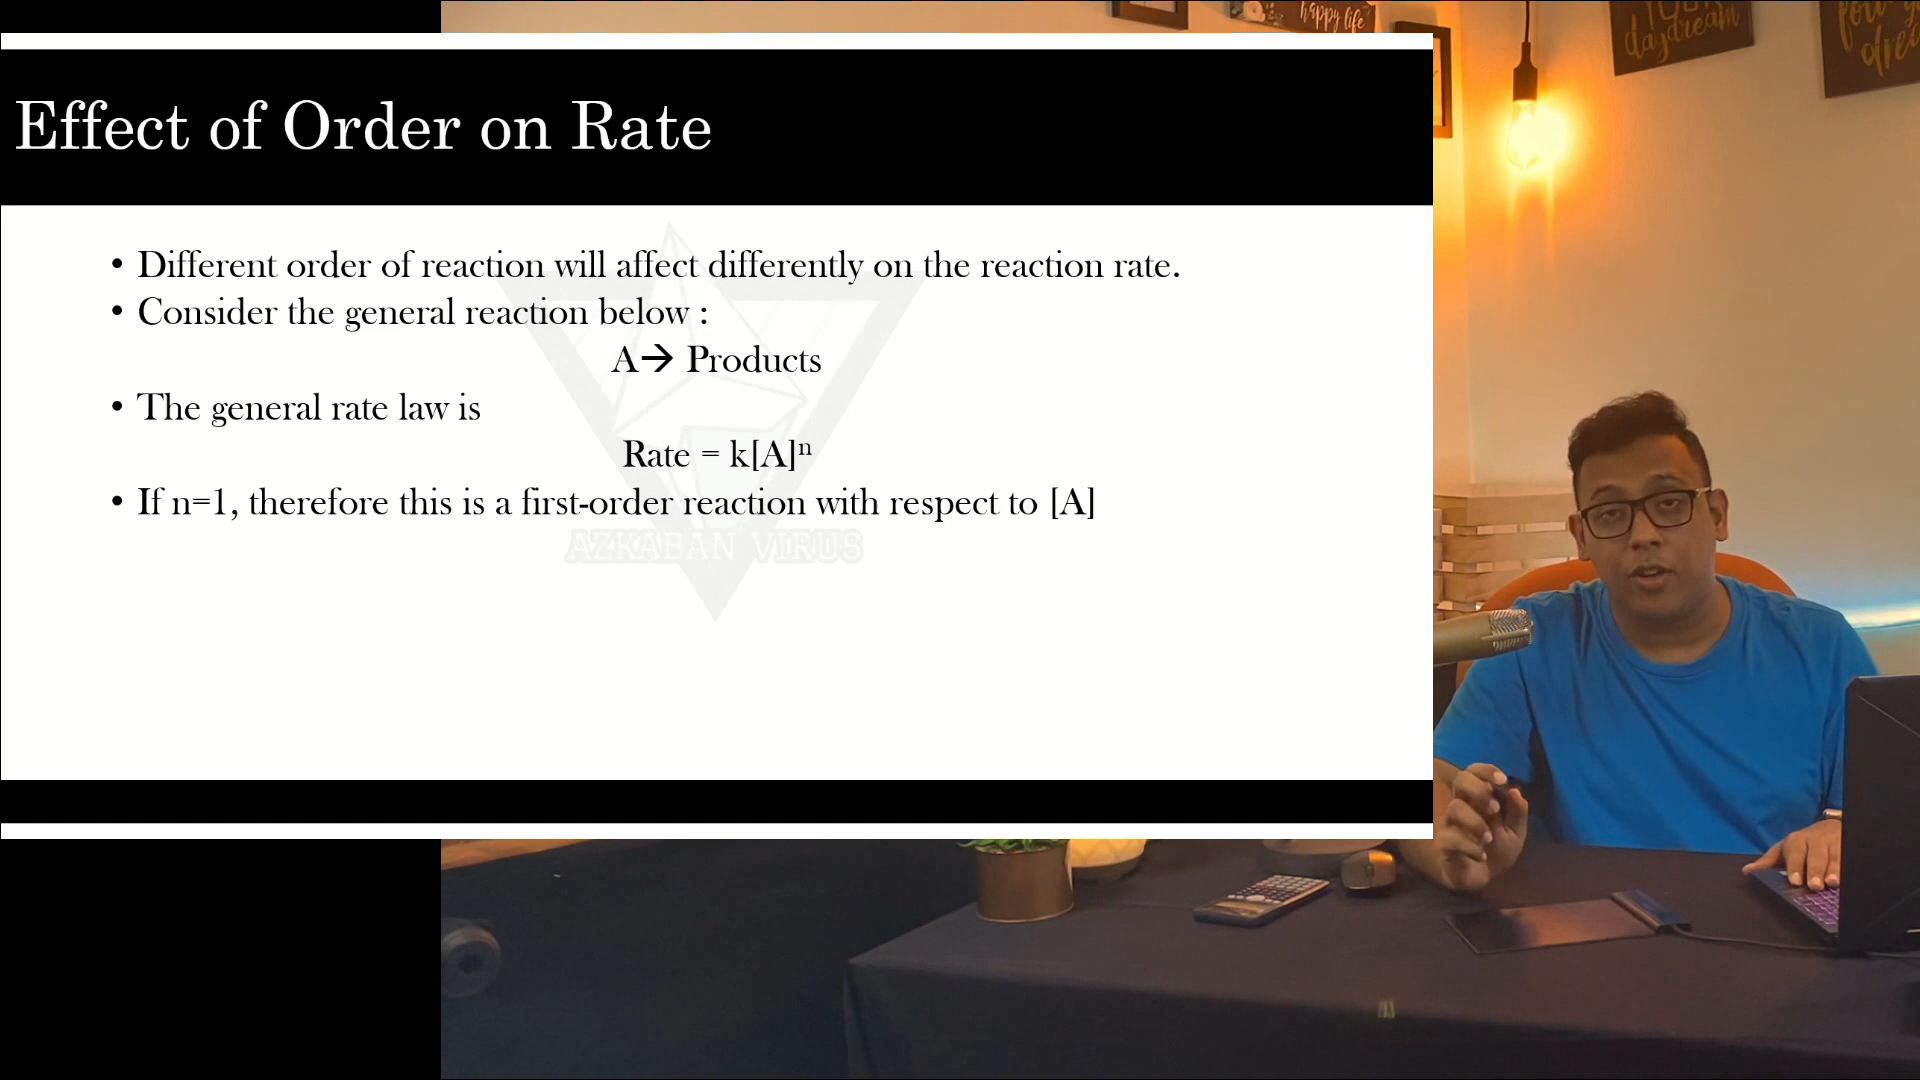 happy life
daydream
Effect of Order on Rate
• Different order of reaction will affect differently on the reaction rate.
• Consider the general reaction below :
A→ Products
• The general rate law is
Rate = k[A]ⁿ
• If n=1, therefore this is a first-order reaction with respect to [A]
AZKABAN VIRUS